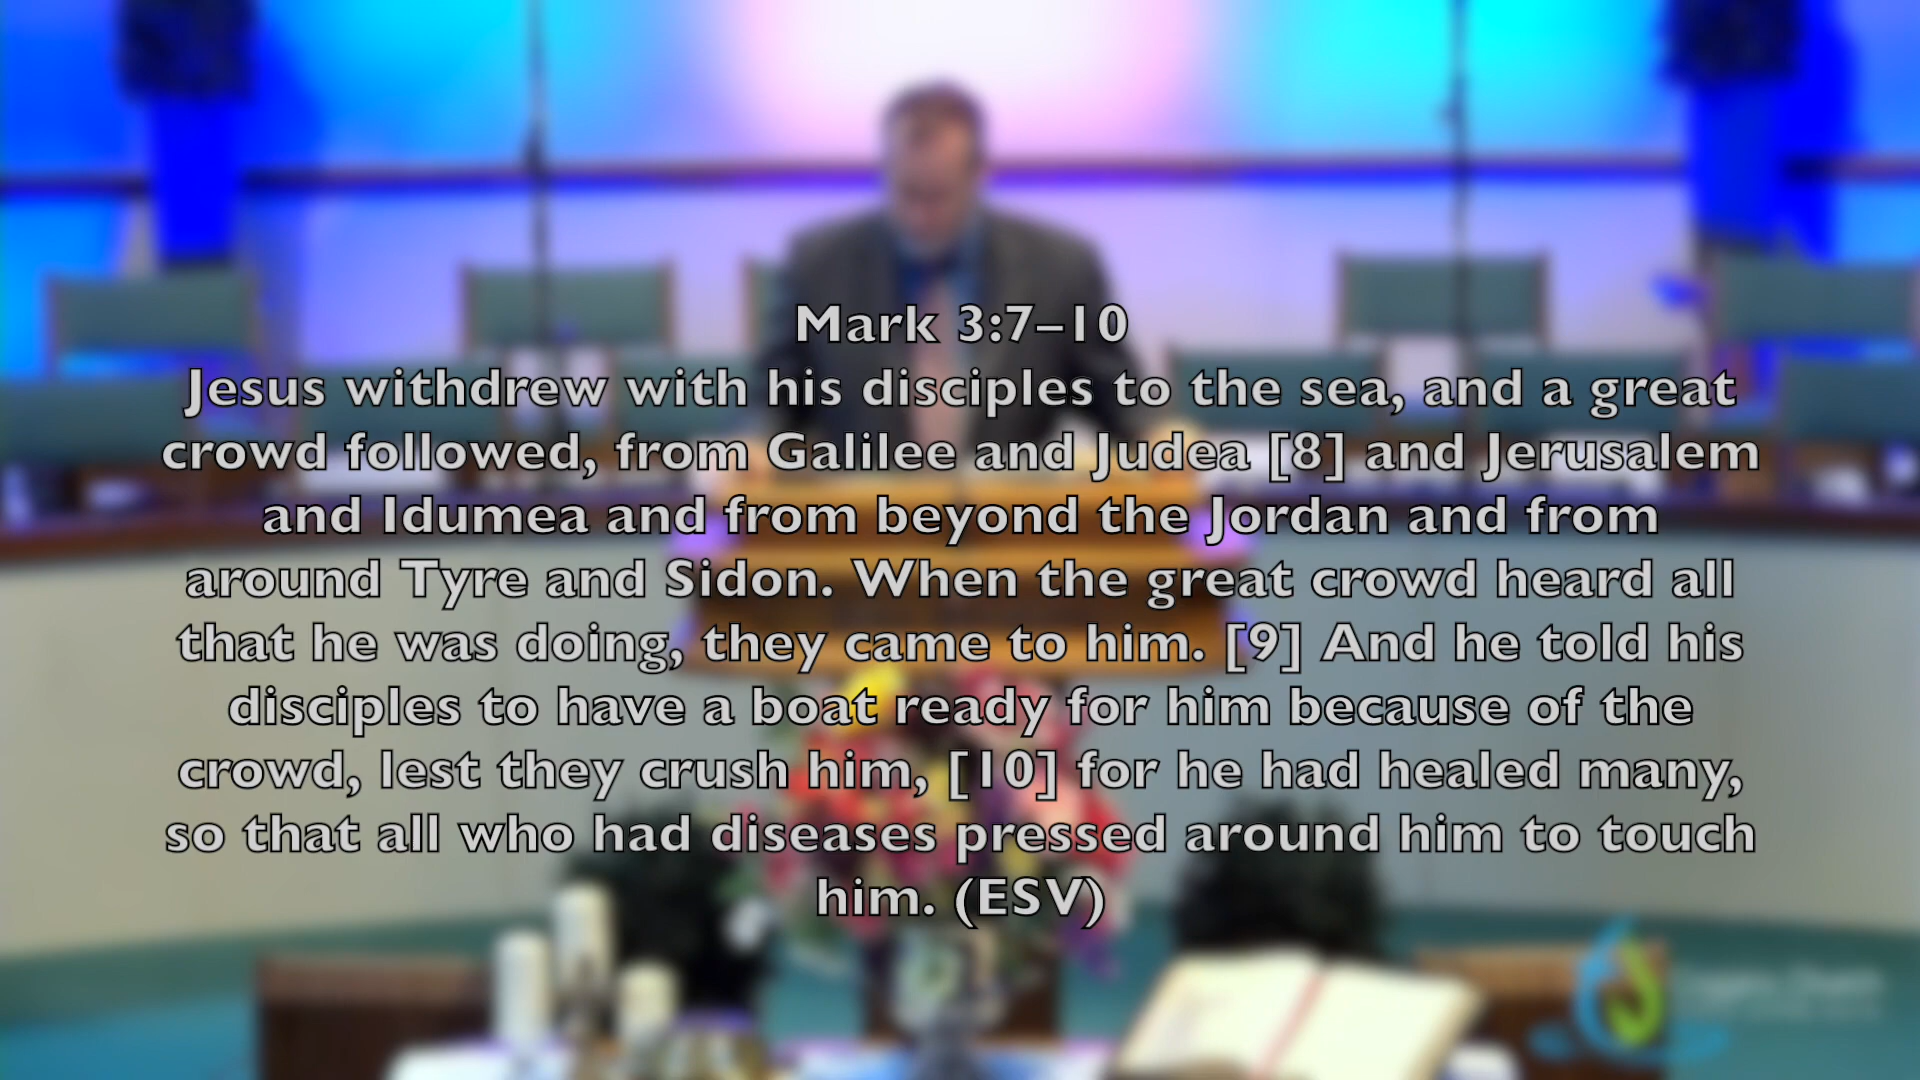 Mark 3:7–10
Jesus withdrew with his disciples to the sea, and a great
crowd followed, from Galilee and Judea [8] and Jerusalem
and Idumea and from beyond the Jordan and from
around Tyre and Sidon. When the great crowd heard all
that he was doing, they came to him. [9] And he told his
disciples to have a boat ready for him because of the
crowd, lest they crush him, [10] for he had healed many,
so that all who had diseases pressed around him to touch
him. (ESV)